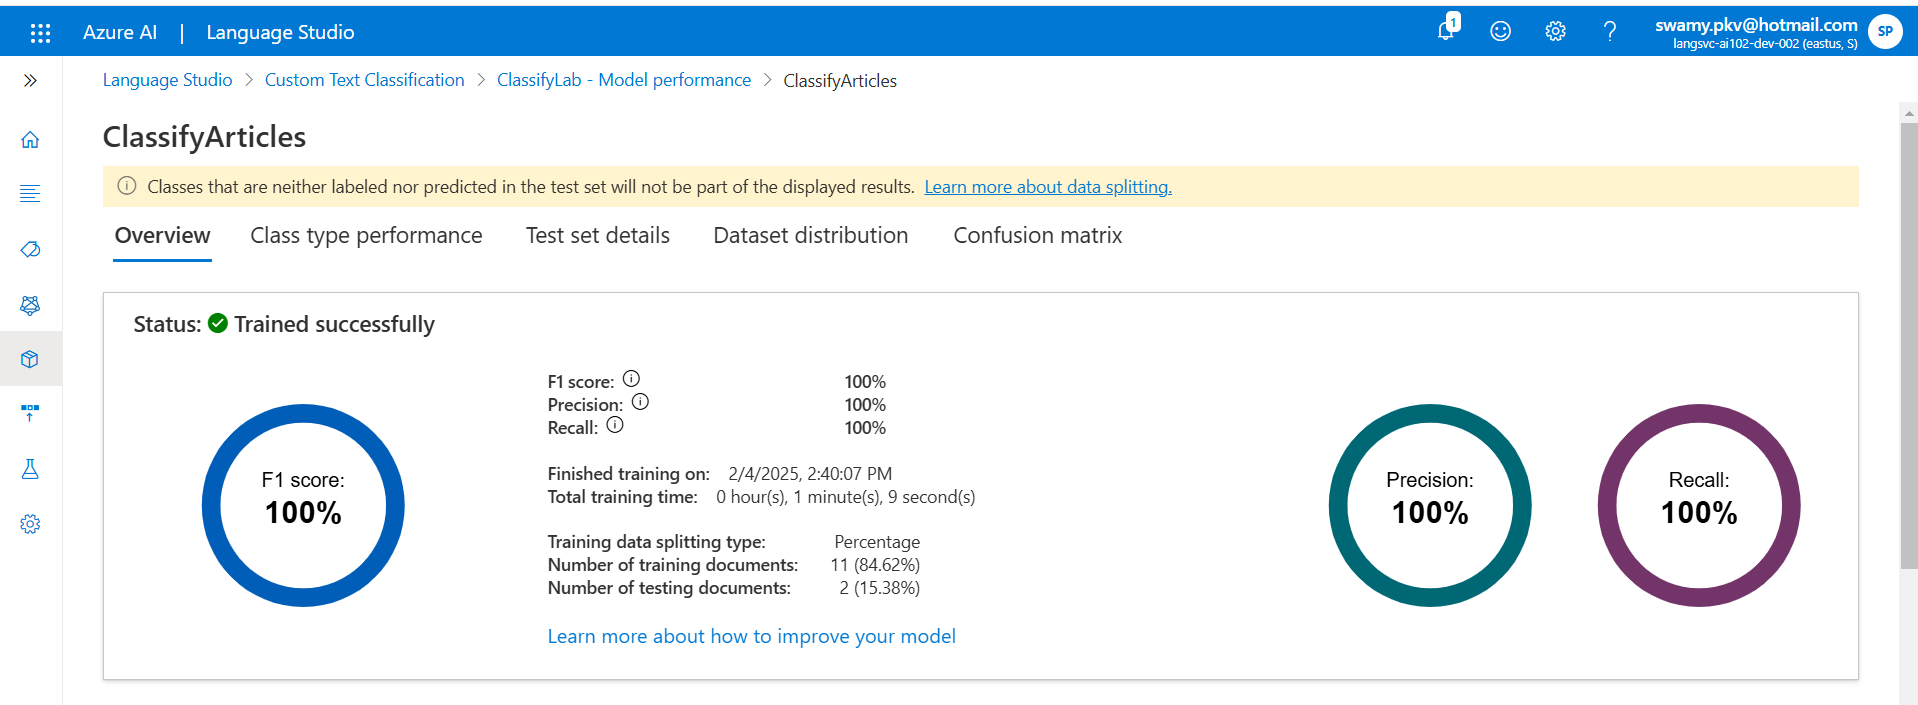 Azure AI | Language Studio
1
swamy.pkv@hotmail.com
langsvc-ai102-dev-002 (eastus, S)
SP
Language Studio > Custom Text Classification > ClassifyLab - Model performance > ClassifyArticles
ClassifyArticles
Classes that are neither labeled nor predicted in the test set will not be part of the displayed results. Learn more about data splitting.
Overview Class type performance Test set details Dataset distribution Confusion matrix
Status: Trained successfully
F1 score:
100%
F1 score: 100%
Precision: 100%
Recall: 100%
Finished training on: 2/4/2025, 2:40:07 PM
Total training time: 0 hour(s), 1 minute(s), 9 second(s)
Training data splitting type: Percentage
Number of training documents: 11 (84.62%)
Number of testing documents: 2 (15.38%)
Learn more about how to improve your model
Precision:
100%
Recall:
100%